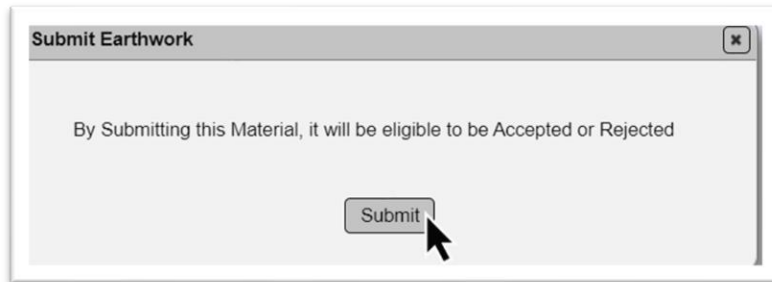 Submit Earthwork
By Submitting this Material, it will be eligible to be Accepted or Rejected
Submit